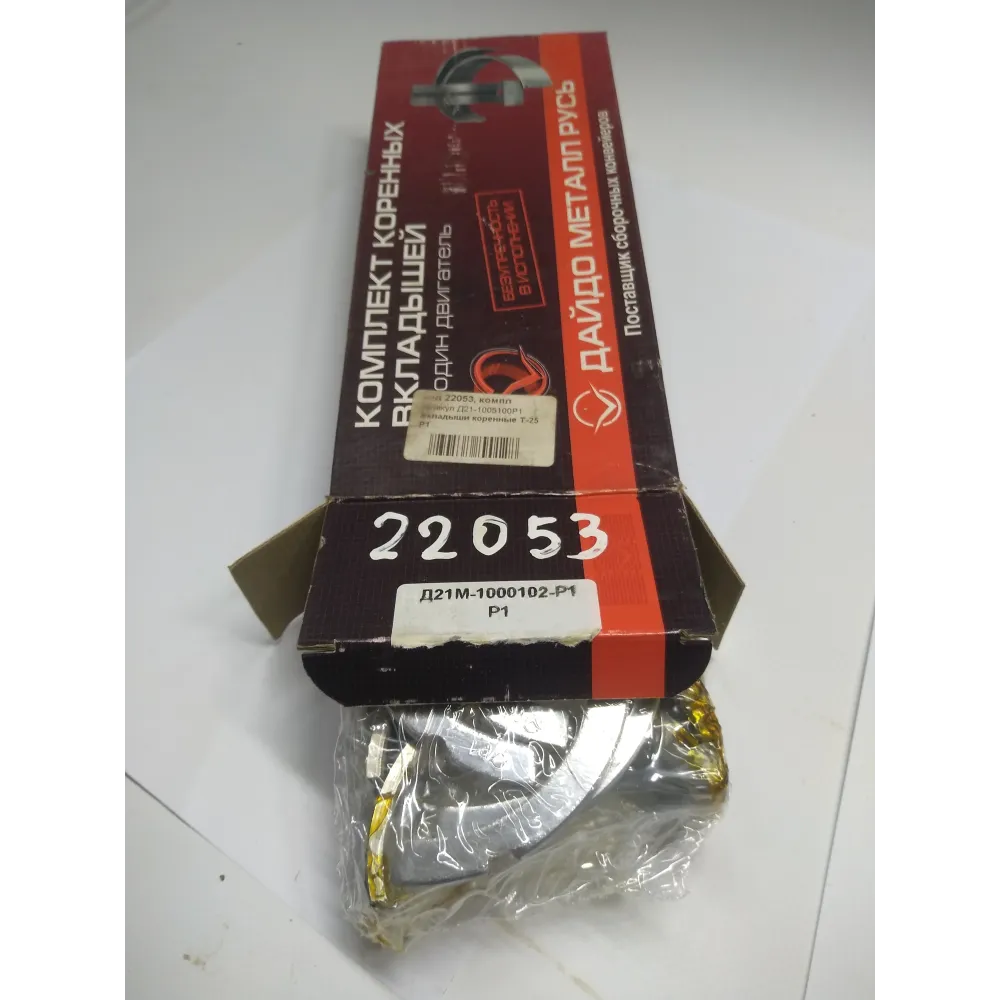 КОМПЛЕКТ КОРЕННЫХ
ВКЛАДЫШЕЙ
один двигатель
БЕЗУПРЕЧНОСТЬ
В ИСПОЛНЕНИИ
ДАЙДО МЕТАЛЛ РУСЬ
Поставщик сборочных конвейеров
22053, компл
Д21-1005100Р1
вкладыши коренные Т-25
Р1
22053
Д21М-1000102-Р1
Р1